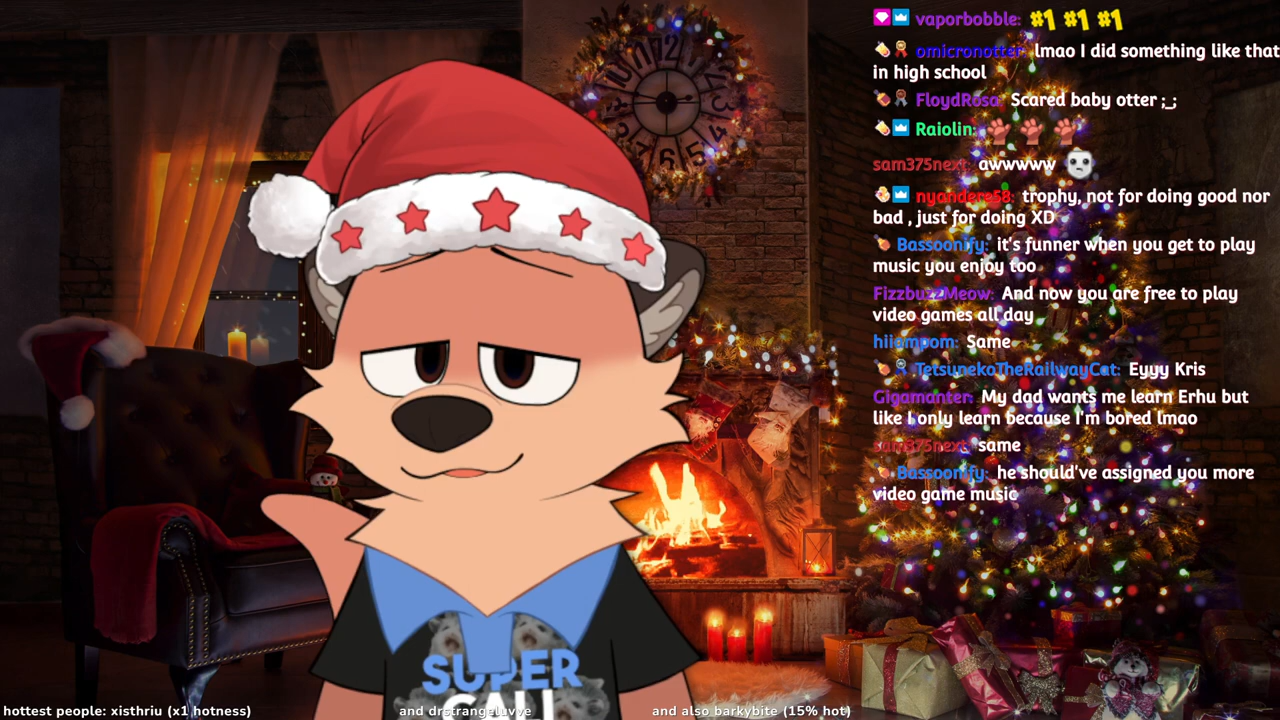 vaporbobble: #1 #1 #1
omicronotter: lmao I did something like that
in high school
FloydRosa: Scared baby otter ;_;
Raiolin:
sam375next: awwwww
nyandere58: trophy, not for doing good nor
bad , just for doing XD
Bassoonify: it's funner when you get to play
music you enjoy too
FizzbuzzMeow: And now you are free to play
video games all day
hiimpom: Same
TetsunekoTheRailwayCat: Eyyy Kris
Gigamanter: My dad wants me learn Erhu but
like I only learn because I'm bored lmao
sam375next: same
Bassoonify: he should've assigned you more
video game music
SUPER
hottest people: xisthriu (x1 hotness)
and drstrangeluvve
and also barkybite (15% hot)